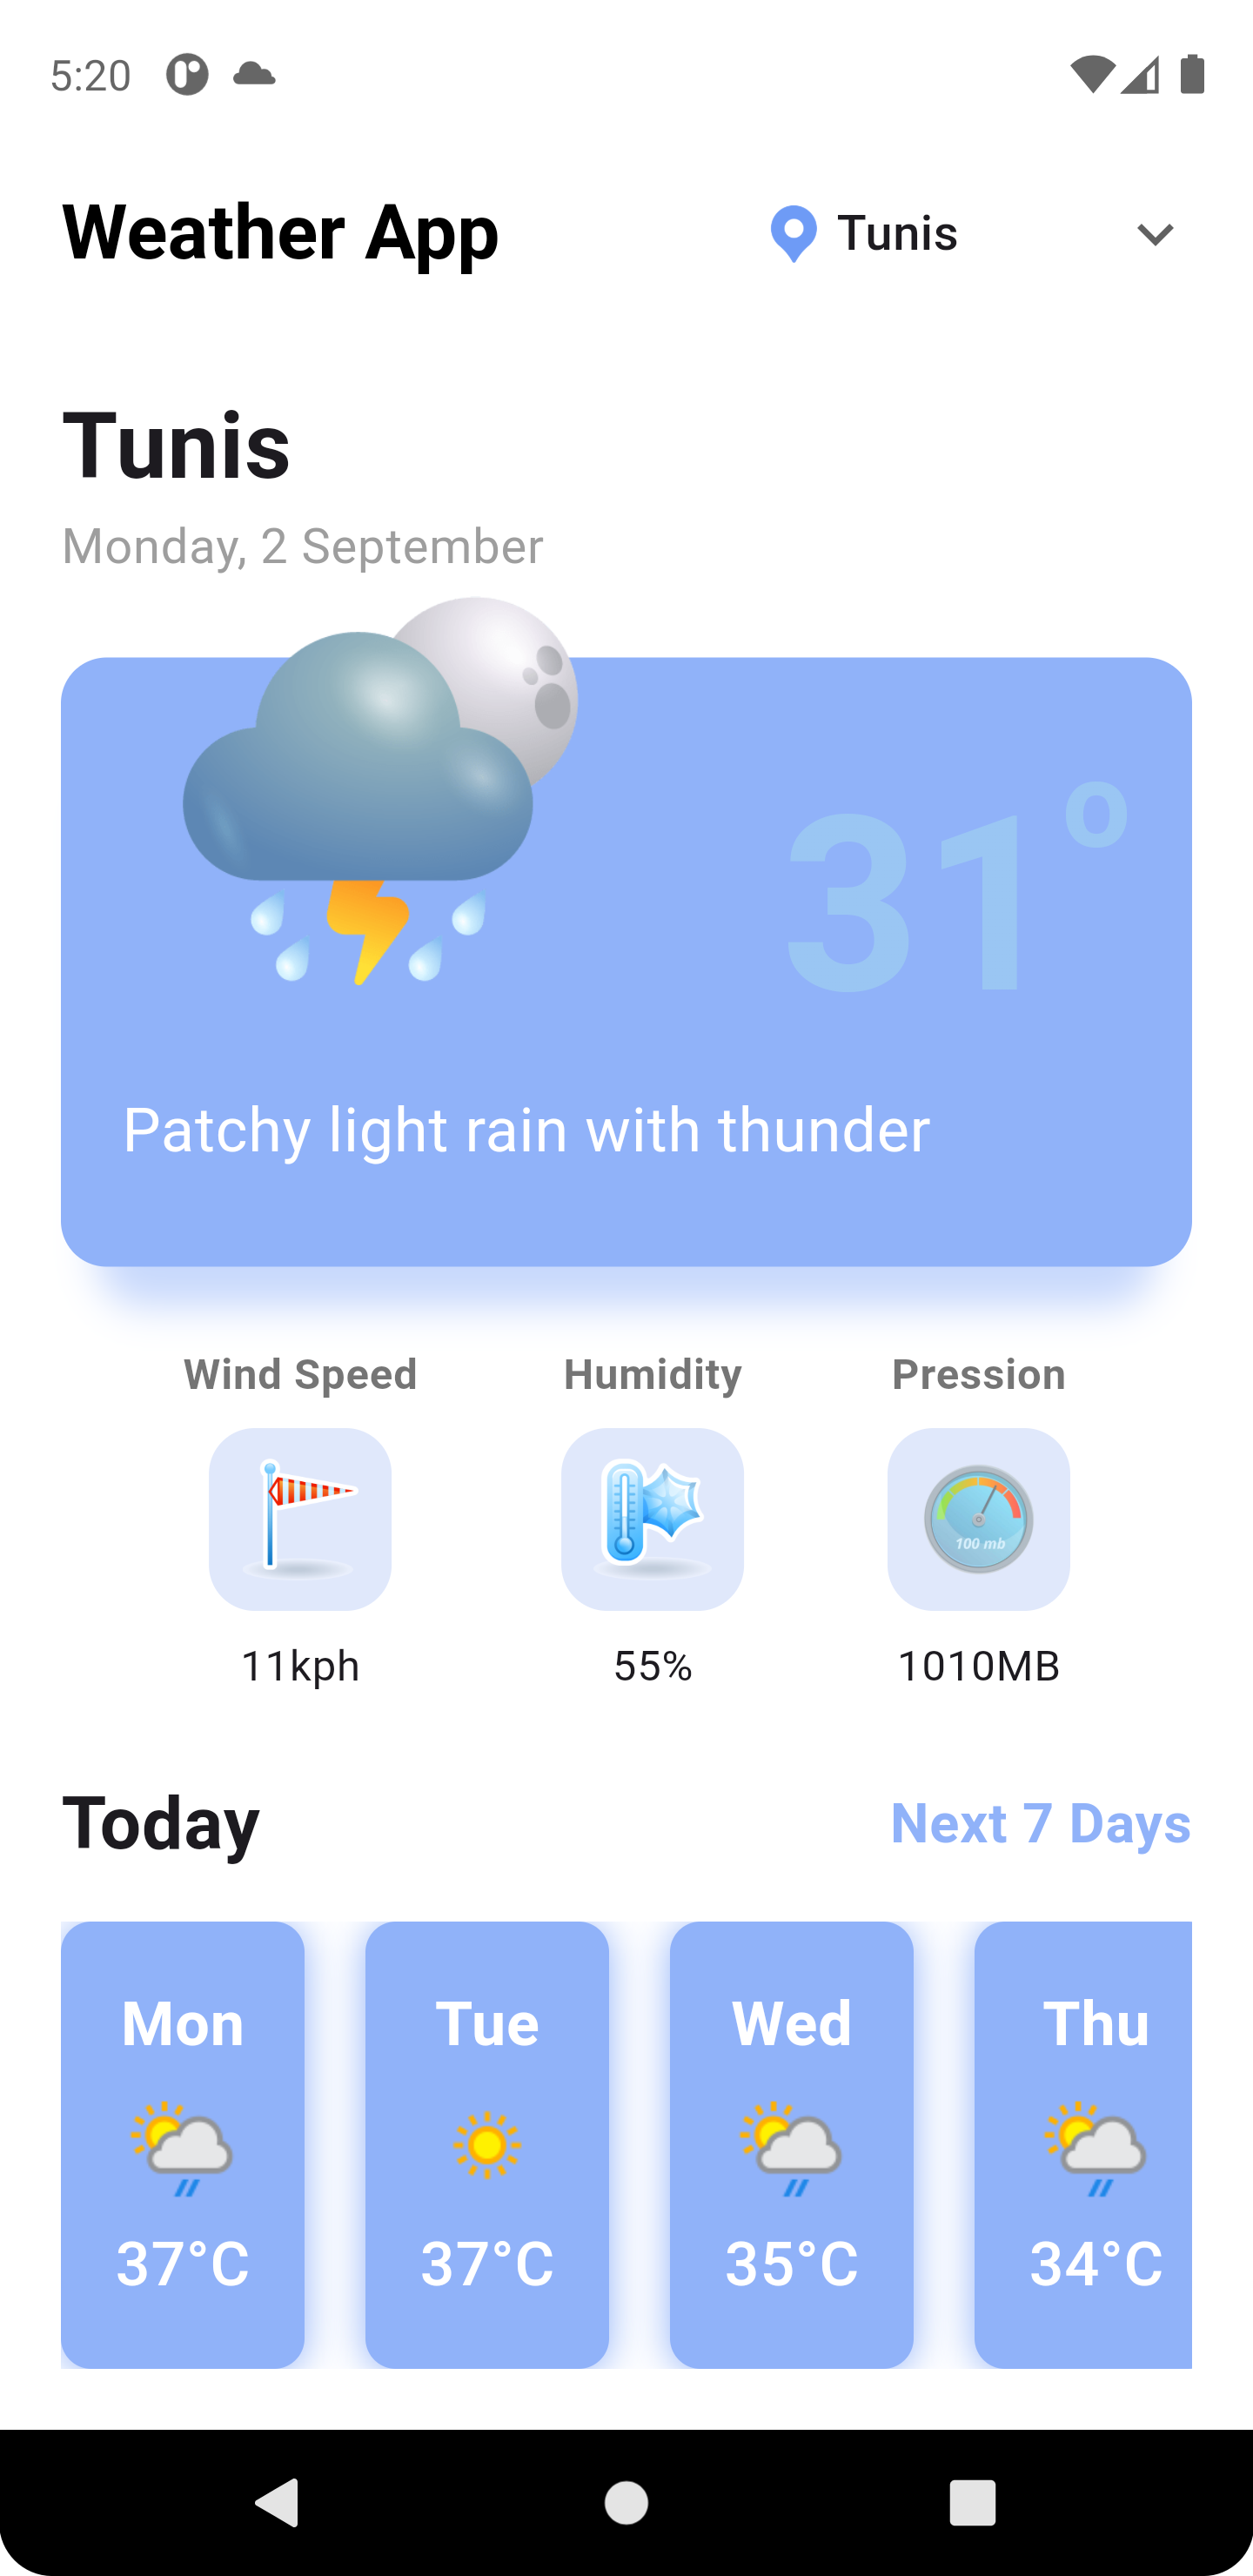 5:20
Weather App
Tunis
Tunis
Monday, 2 September
31°
Patchy light rain with thunder
Wind Speed Humidity Pression
100 mb
11kph 55% 1010MB
Today Next 7 Days
Mon Tue Wed Thu
37°C 37°C 35°C 34°C